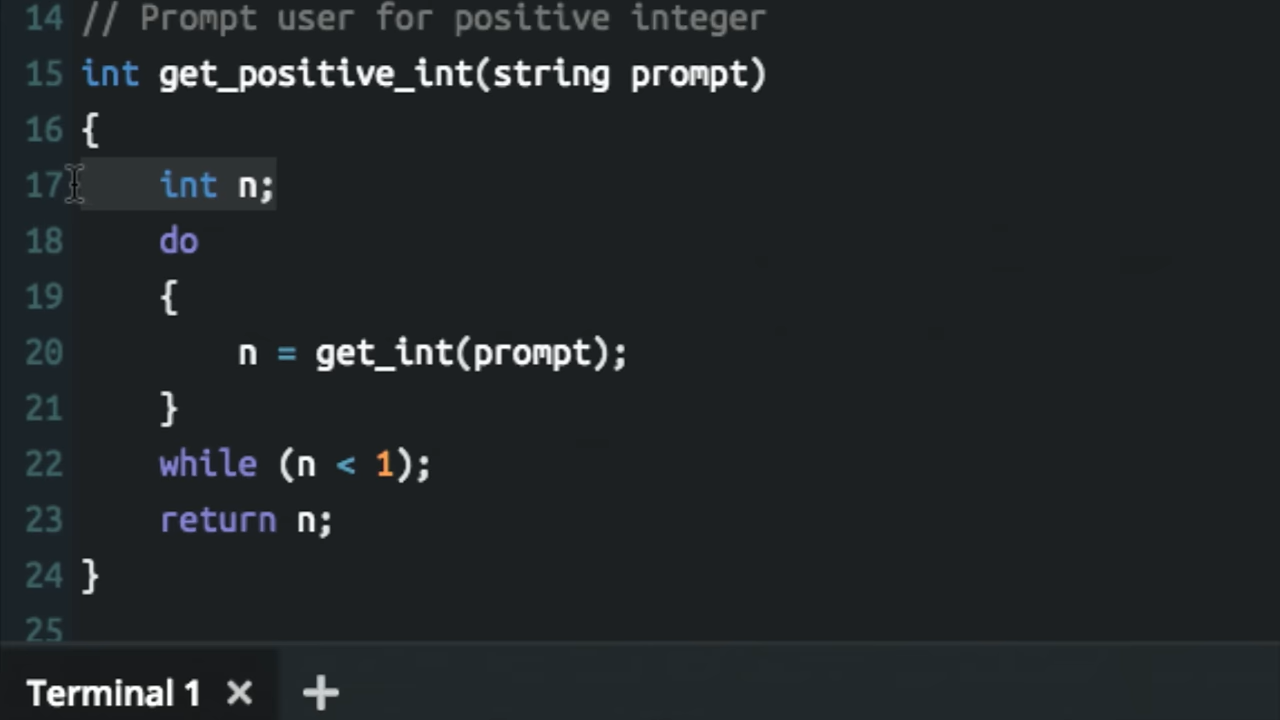 14 // Prompt user for positive integer
15 int get_positive_int(string prompt)
16 {
17     int n;
18     do
19     {
20         n = get_int(prompt);
21     }
22     while (n < 1);
23     return n;
24 }
25
Terminal 1 × +